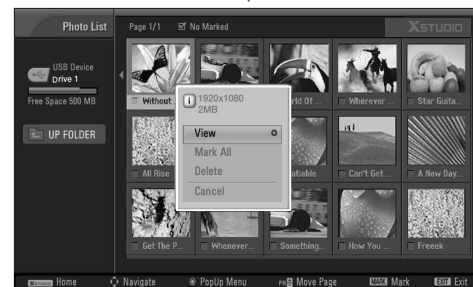 Photo List
Page 1/1 No Marked
XSTUDIO
USB Device
Drive 1
Free Space 500 MB
UP FOLDER
Without
rld Of ...
Wherever ...
Star Guita...
1920x1080
2MB
View
Mark All
Delete
Cancel
All Rise
atiable
Can't Get ...
A New Day...
Get The P...
Whenever...
Something...
How You ...
Freeek
Home
Navigate
PopUp Menu
Move Page
MARK Mark
EXIT Exit